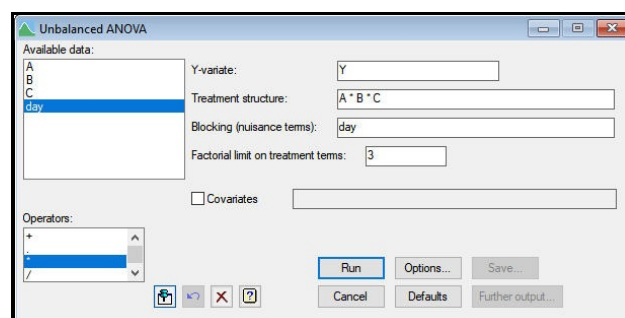 Unbalanced ANOVA
Available data:
A
B
C
day
Y-variate:
Y
Treatment structure:
A * B * C
Blocking (nuisance terms):
day
Factorial limit on treatment terms:
3
Covariates
Operators:
+
.
*
/
Run
Options...
Save...
Cancel
Defaults
Further output...